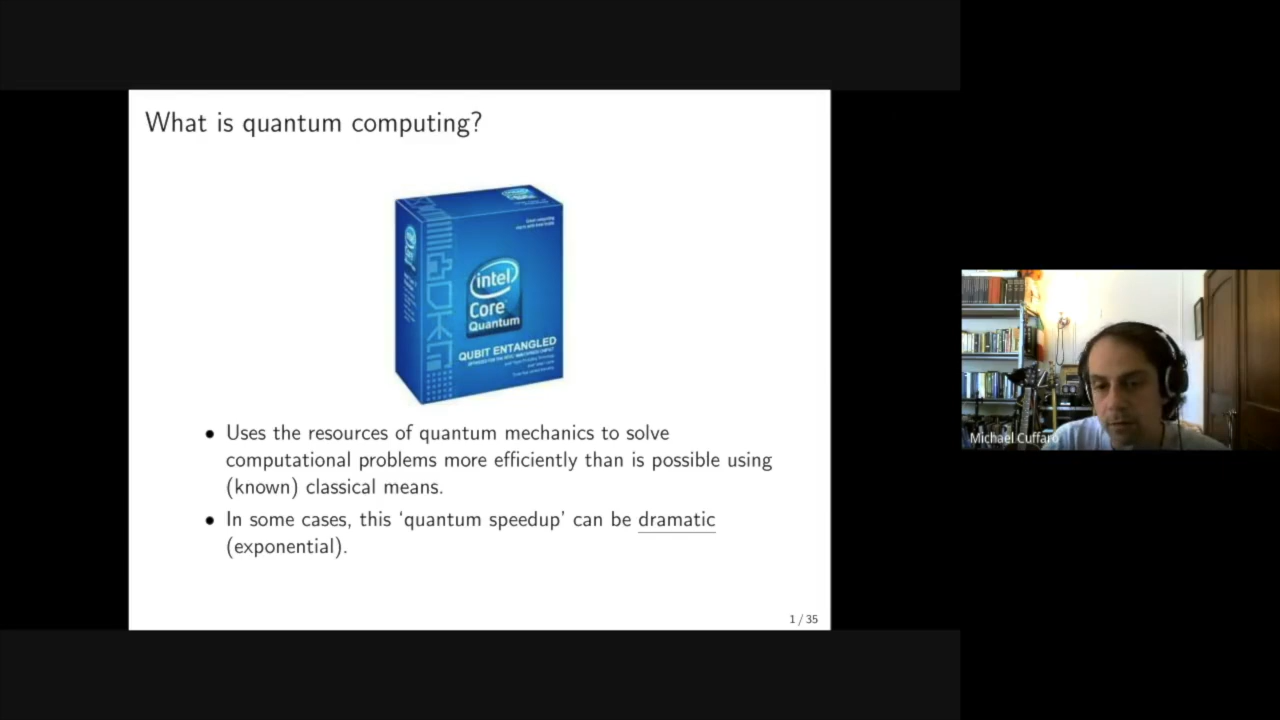 What is quantum computing?
intel
Core
Quantum
QUBIT ENTANGLED
• Uses the resources of quantum mechanics to solve
computational problems more efficiently than is possible using
(known) classical means.
• In some cases, this ‘quantum speedup’ can be dramatic
(exponential).
1 / 35
Michael Cuffaro